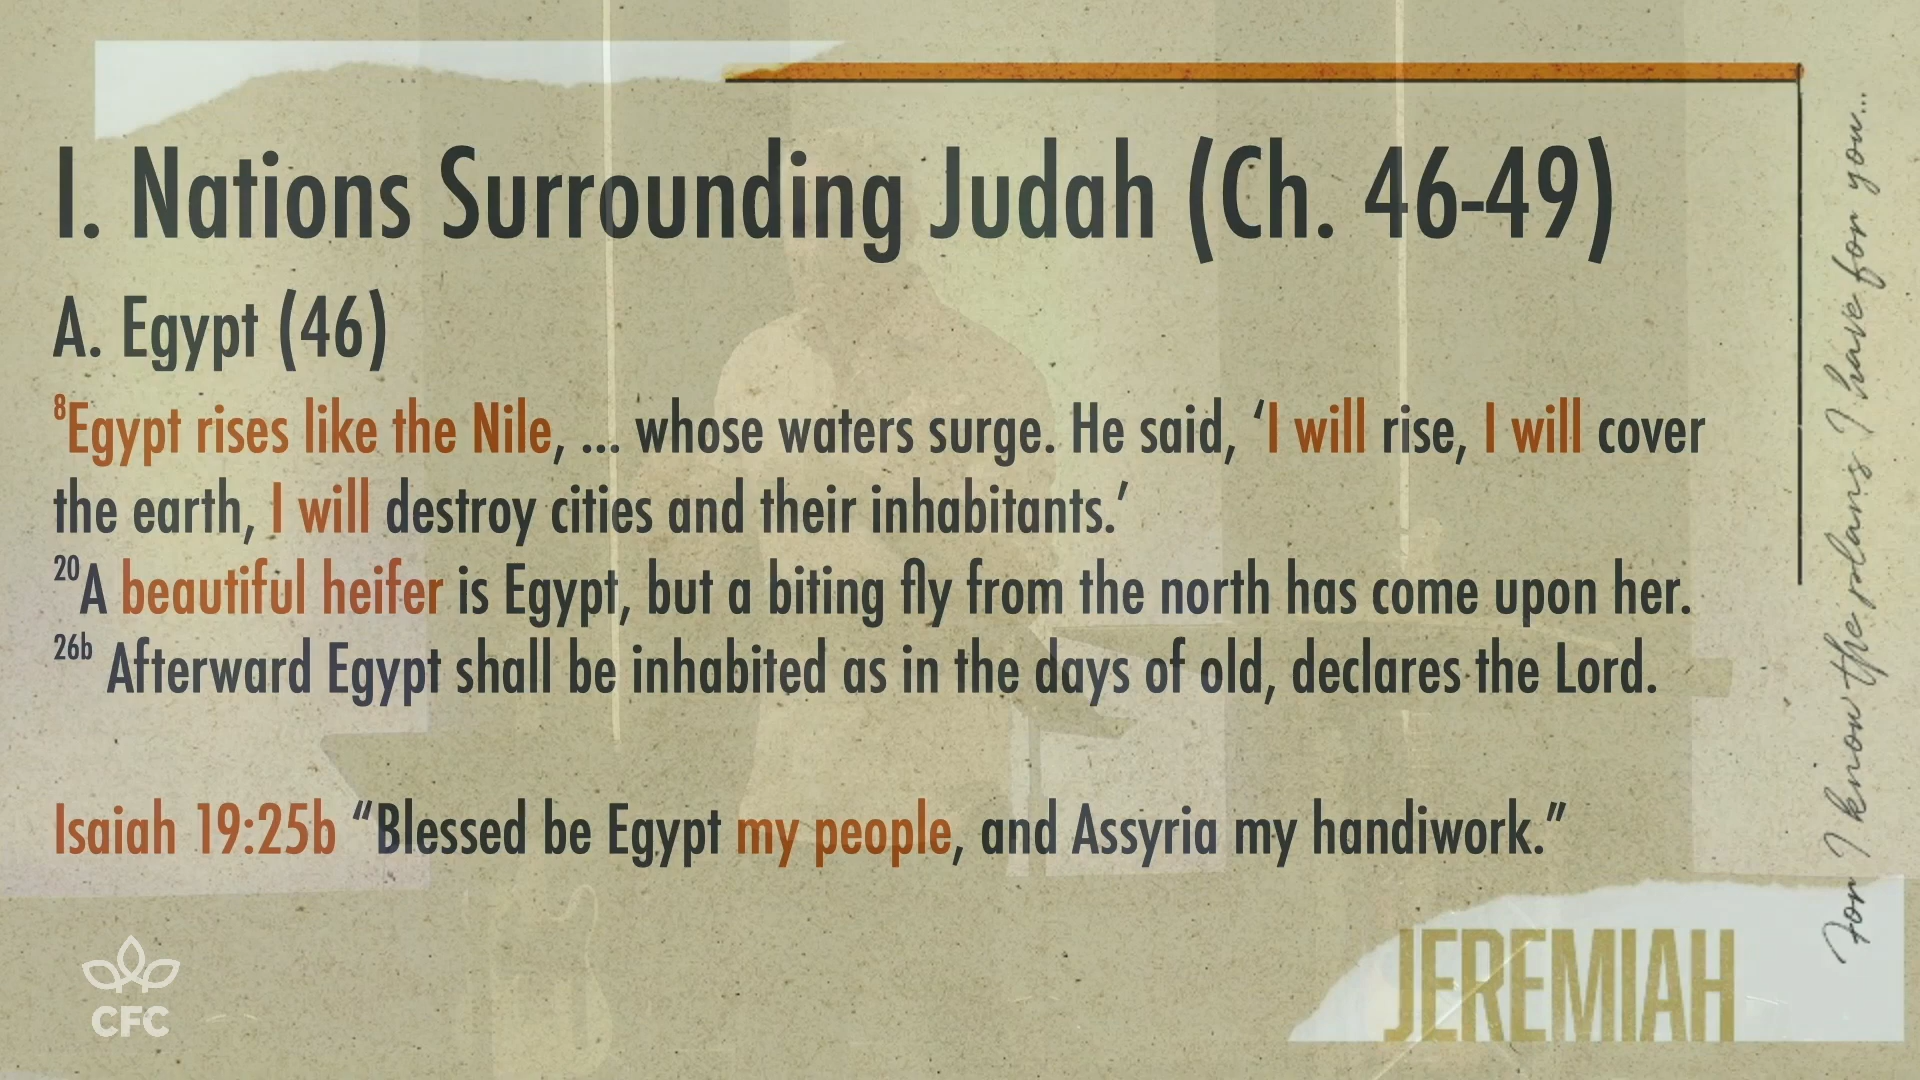 I. Nations Surrounding Judah (Ch. 46-49)
A. Egypt (46)
8Egypt rises like the Nile, ... whose waters surge. He said, ‘I will rise, I will cover
the earth, I will destroy cities and their inhabitants.’
20A beautiful heifer is Egypt, but a biting fly from the north has come upon her.
26b Afterward Egypt shall be inhabited as in the days of old, declares the Lord.
Isaiah 19:25b “Blessed be Egypt my people, and Assyria my handiwork.”
For I know the plans I have for you...
CFC
JEREMIAH